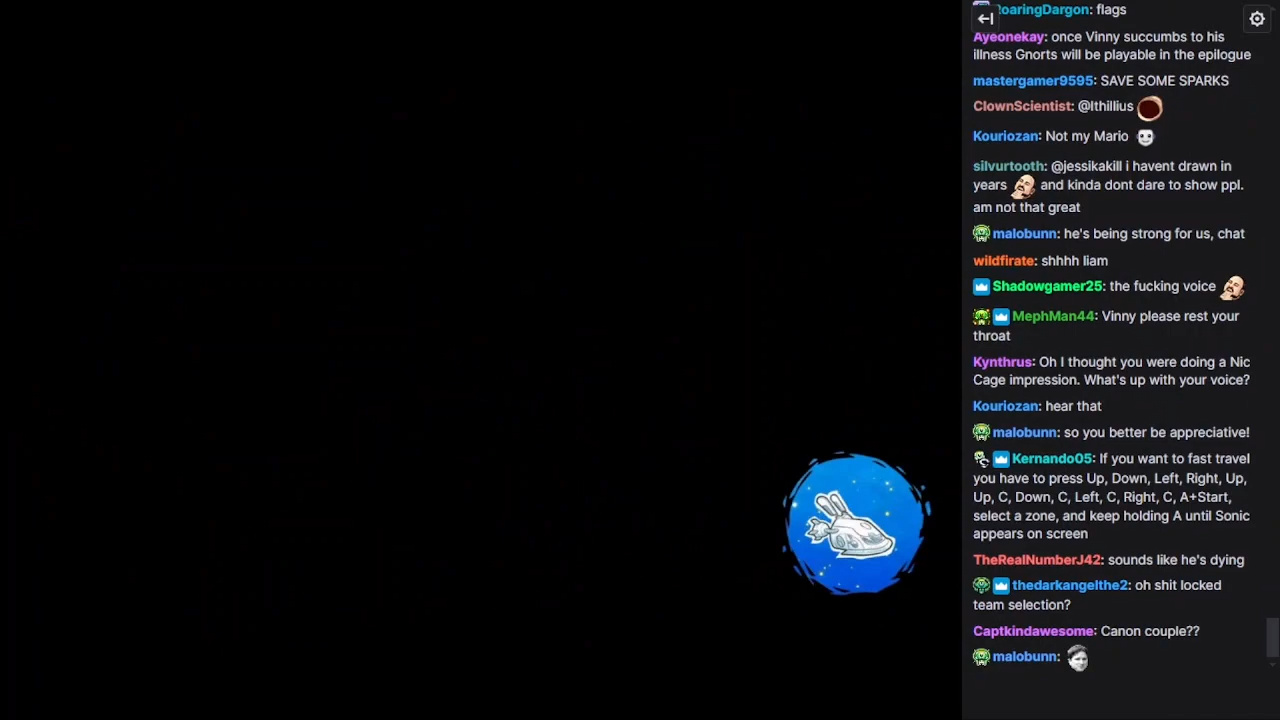 RoaringDargon: flags
Ayeonekay: once Vinny succumbs to his
illness Gnorts will be playable in the epilogue
mastergamer9595: SAVE SOME SPARKS
ClownScientist: @Ithillius
Kouriozan: Not my Mario
silvurtooth: @jessikakill i havent drawn in
years and kinda dont dare to show ppl.
am not that great
malobunn: he's being strong for us, chat
wildfirate: shhhh liam
Shadowgamer25: the fucking voice
MephMan44: Vinny please rest your
throat
Kynthrus: Oh I thought you were doing a Nic
Cage impression. What's up with your voice?
Kouriozan: hear that
malobunn: so you better be appreciative!
Kernando05: If you want to fast travel
you have to press Up, Down, Left, Right, Up,
Up, C, Down, C, Left, C, Right, C, A+Start,
select a zone, and keep holding A until Sonic
appears on screen
TheRealNumberJ42: sounds like he's dying
thedarkangelthe2: oh shit locked
team selection?
Captkindawesome: Canon couple??
malobunn: